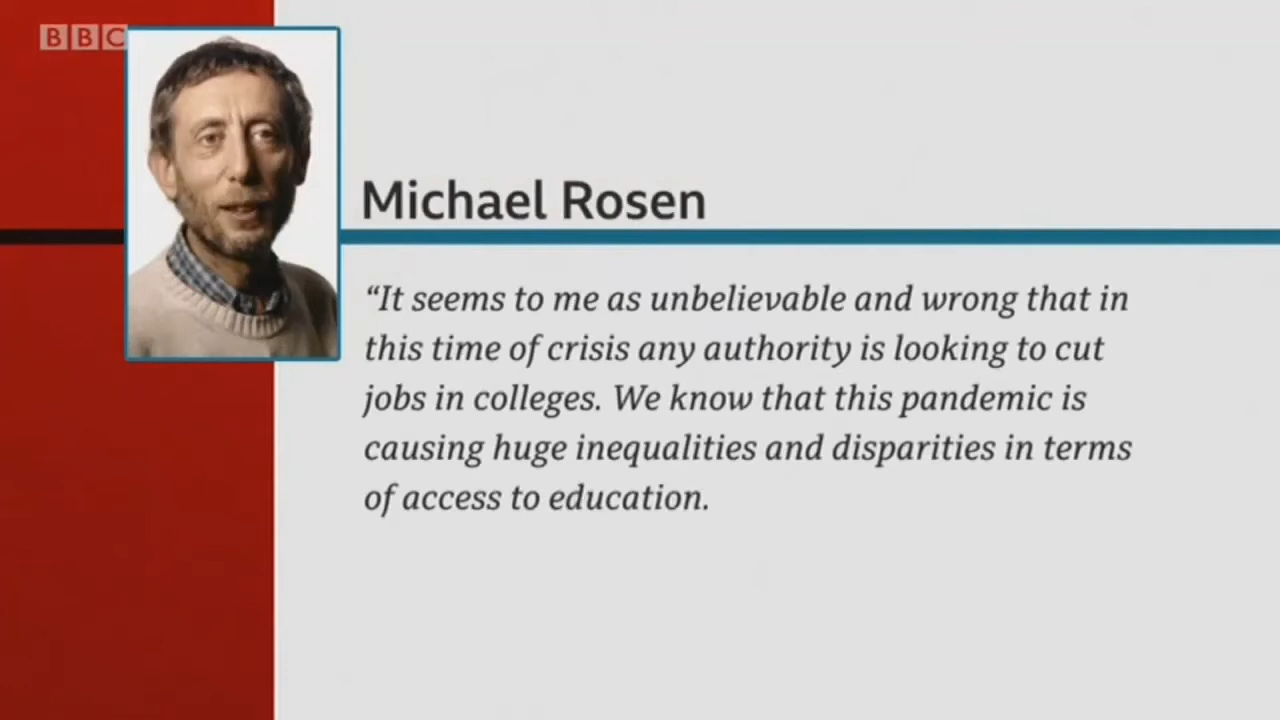 BBC
Michael Rosen
“It seems to me as unbelievable and wrong that in
this time of crisis any authority is looking to cut
jobs in colleges. We know that this pandemic is
causing huge inequalities and disparities in terms
of access to education.